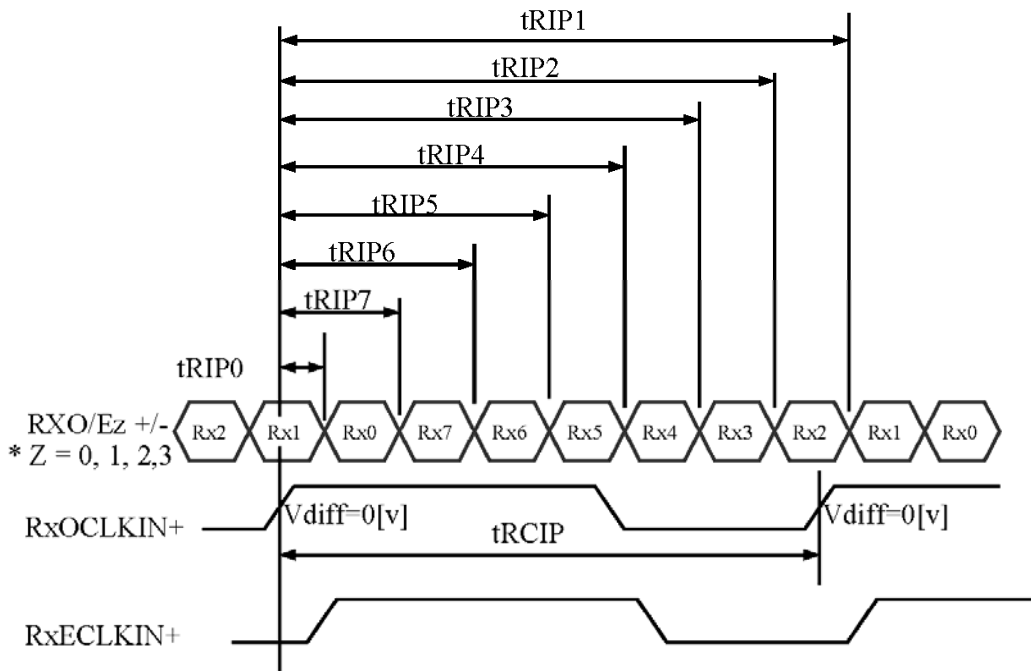 tRIP1
tRIP2
tRIP3
tRIP4
tRIP5
tRIP6
tRIP7
tRIP0
RXO/Ez +/-
* Z = 0, 1, 2,3
Rx2 Rx1 Rx0 Rx7 Rx6 Rx5 Rx4 Rx3 Rx2 Rx1 Rx0
RxOCLKIN+
Vdiff=0[v] Vdiff=0[v]
tRCIP
RxECLKIN+